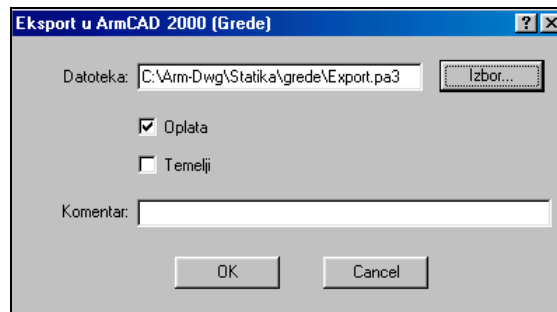 Eksport u ArmCAD 2000 (Grede)
Datoteka: C:\Arm-Dwg\Statika\grede\Export.pa3 Izbor...
Oplata
Temelji
Komentar:
OK Cancel